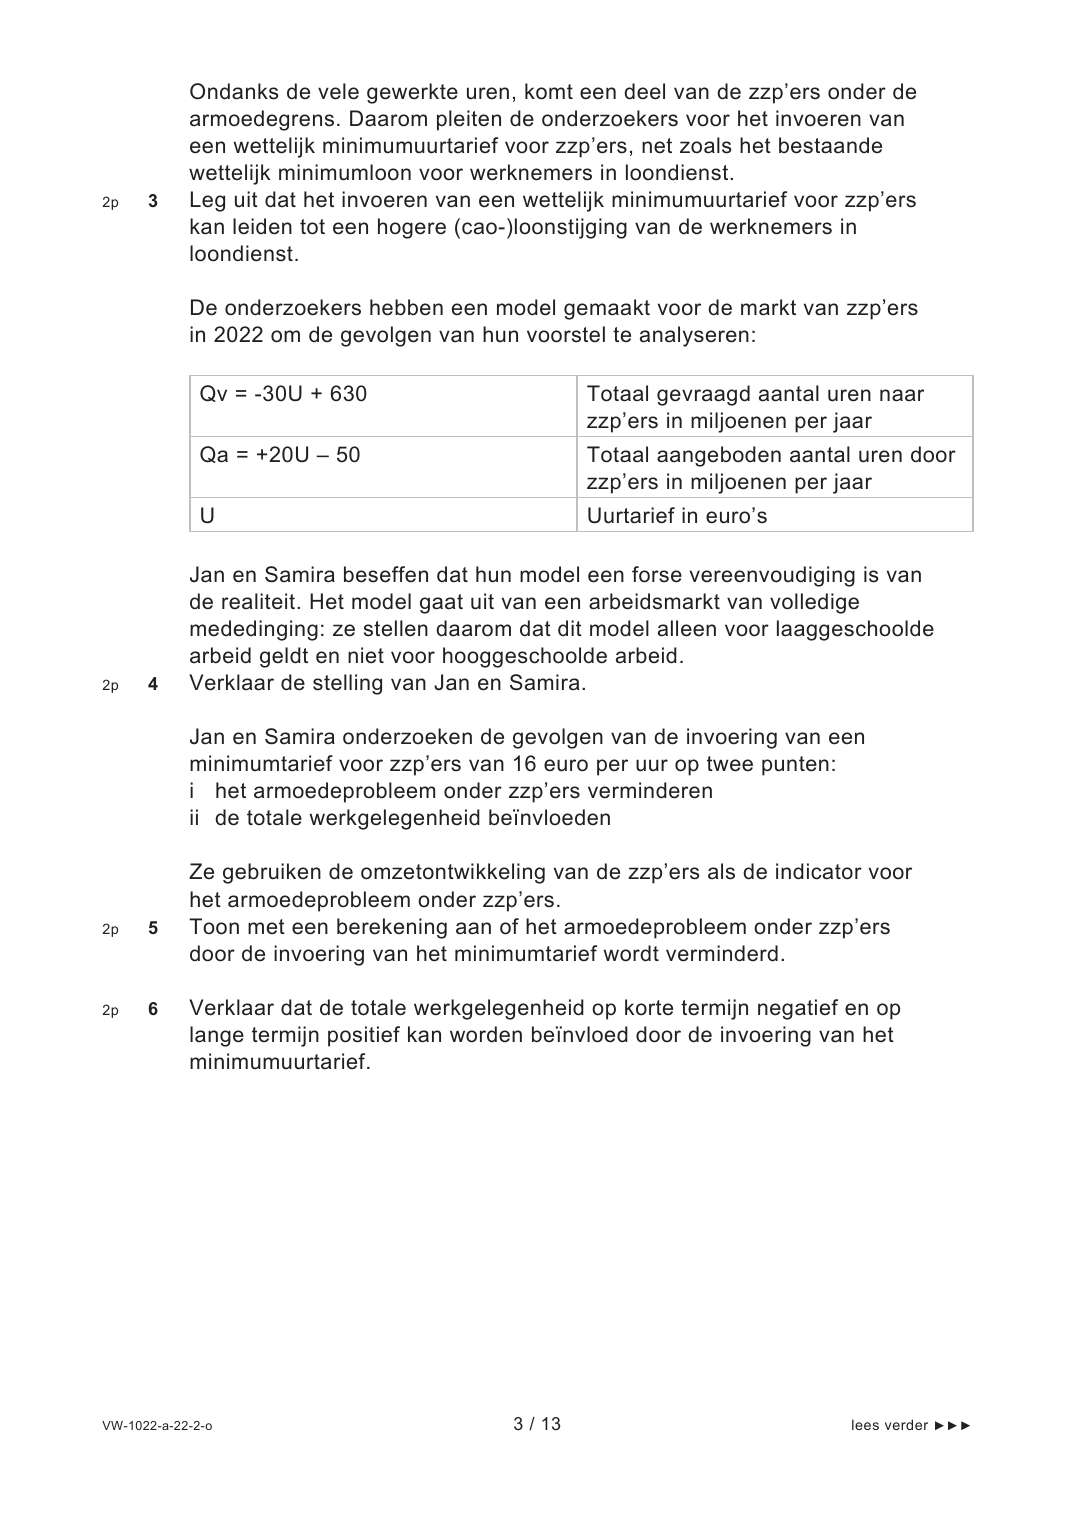 Ondanks de vele gewerkte uren, komt een deel van de zzp’ers onder de
armoedegrens. Daarom pleiten de onderzoekers voor het invoeren van
een wettelijk minimumuurtarief voor zzp’ers, net zoals het bestaande
wettelijk minimumloon voor werknemers in loondienst.
2p 3 Leg uit dat het invoeren van een wettelijk minimumuurtarief voor zzp’ers
kan leiden tot een hogere (cao-)loonstijging van de werknemers in
loondienst.
De onderzoekers hebben een model gemaakt voor de markt van zzp’ers
in 2022 om de gevolgen van hun voorstel te analyseren:
Qv = -30U + 630 Totaal gevraagd aantal uren naar
zzp’ers in miljoenen per jaar
Qa = +20U – 50 Totaal aangeboden aantal uren door
zzp’ers in miljoenen per jaar
U Uurtarief in euro’s
Jan en Samira beseffen dat hun model een forse vereenvoudiging is van
de realiteit. Het model gaat uit van een arbeidsmarkt van volledige
mededinging: ze stellen daarom dat dit model alleen voor laaggeschoolde
arbeid geldt en niet voor hooggeschoolde arbeid.
2p 4 Verklaar de stelling van Jan en Samira.
Jan en Samira onderzoeken de gevolgen van de invoering van een
minimumtarief voor zzp’ers van 16 euro per uur op twee punten:
i het armoedeprobleem onder zzp’ers verminderen
ii de totale werkgelegenheid beïnvloeden
Ze gebruiken de omzetontwikkeling van de zzp’ers als de indicator voor
het armoedeprobleem onder zzp’ers.
2p 5 Toon met een berekening aan of het armoedeprobleem onder zzp’ers
door de invoering van het minimumtarief wordt verminderd.
2p 6 Verklaar dat de totale werkgelegenheid op korte termijn negatief en op
lange termijn positief kan worden beïnvloed door de invoering van het
minimumuurtarief.
VW-1022-a-22-2-o 3 / 13 lees verder ►►►